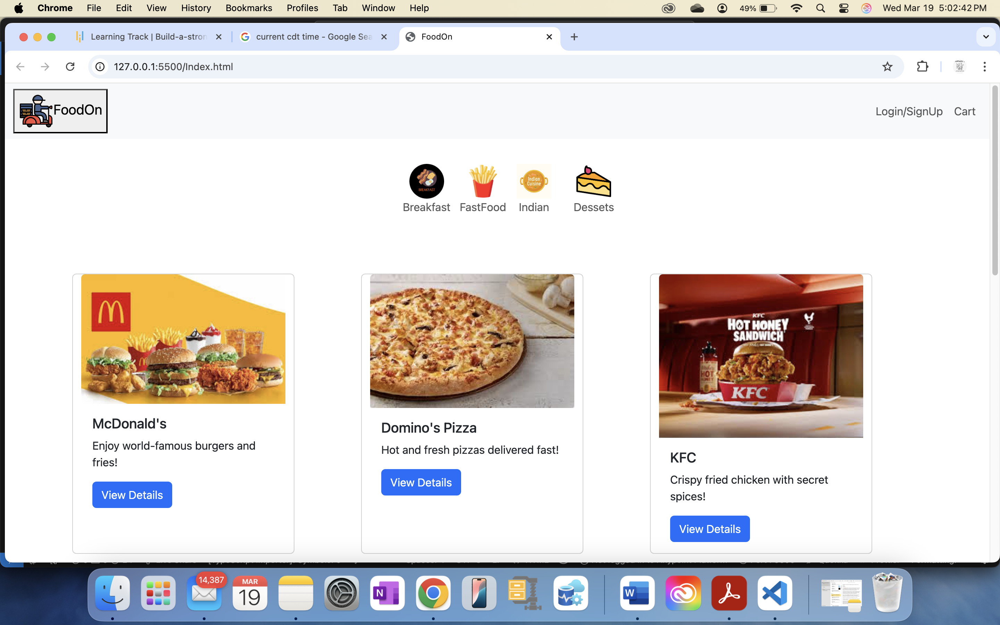 Chrome File Edit View History Bookmarks Profiles Tab Window Help 49% Wed Mar 19 5:02:42 PM
Learning Track | Build-a-stron
current cdt time - Google Sea
FoodOn
127.0.0.1:5500/Index.html
FoodOn
Login/SignUp Cart
BREAKFAST
Indian
Cuisine
Breakfast FastFood Indian Dessets
KFC
HOT HONEY
SANDWICH
HOT
KFC
McDonald's
Enjoy world-famous burgers and
fries!
View Details
Domino's Pizza
Hot and fresh pizzas delivered fast!
View Details
KFC
Crispy fried chicken with secret
spices!
View Details
14,387
MAR
19
N
W